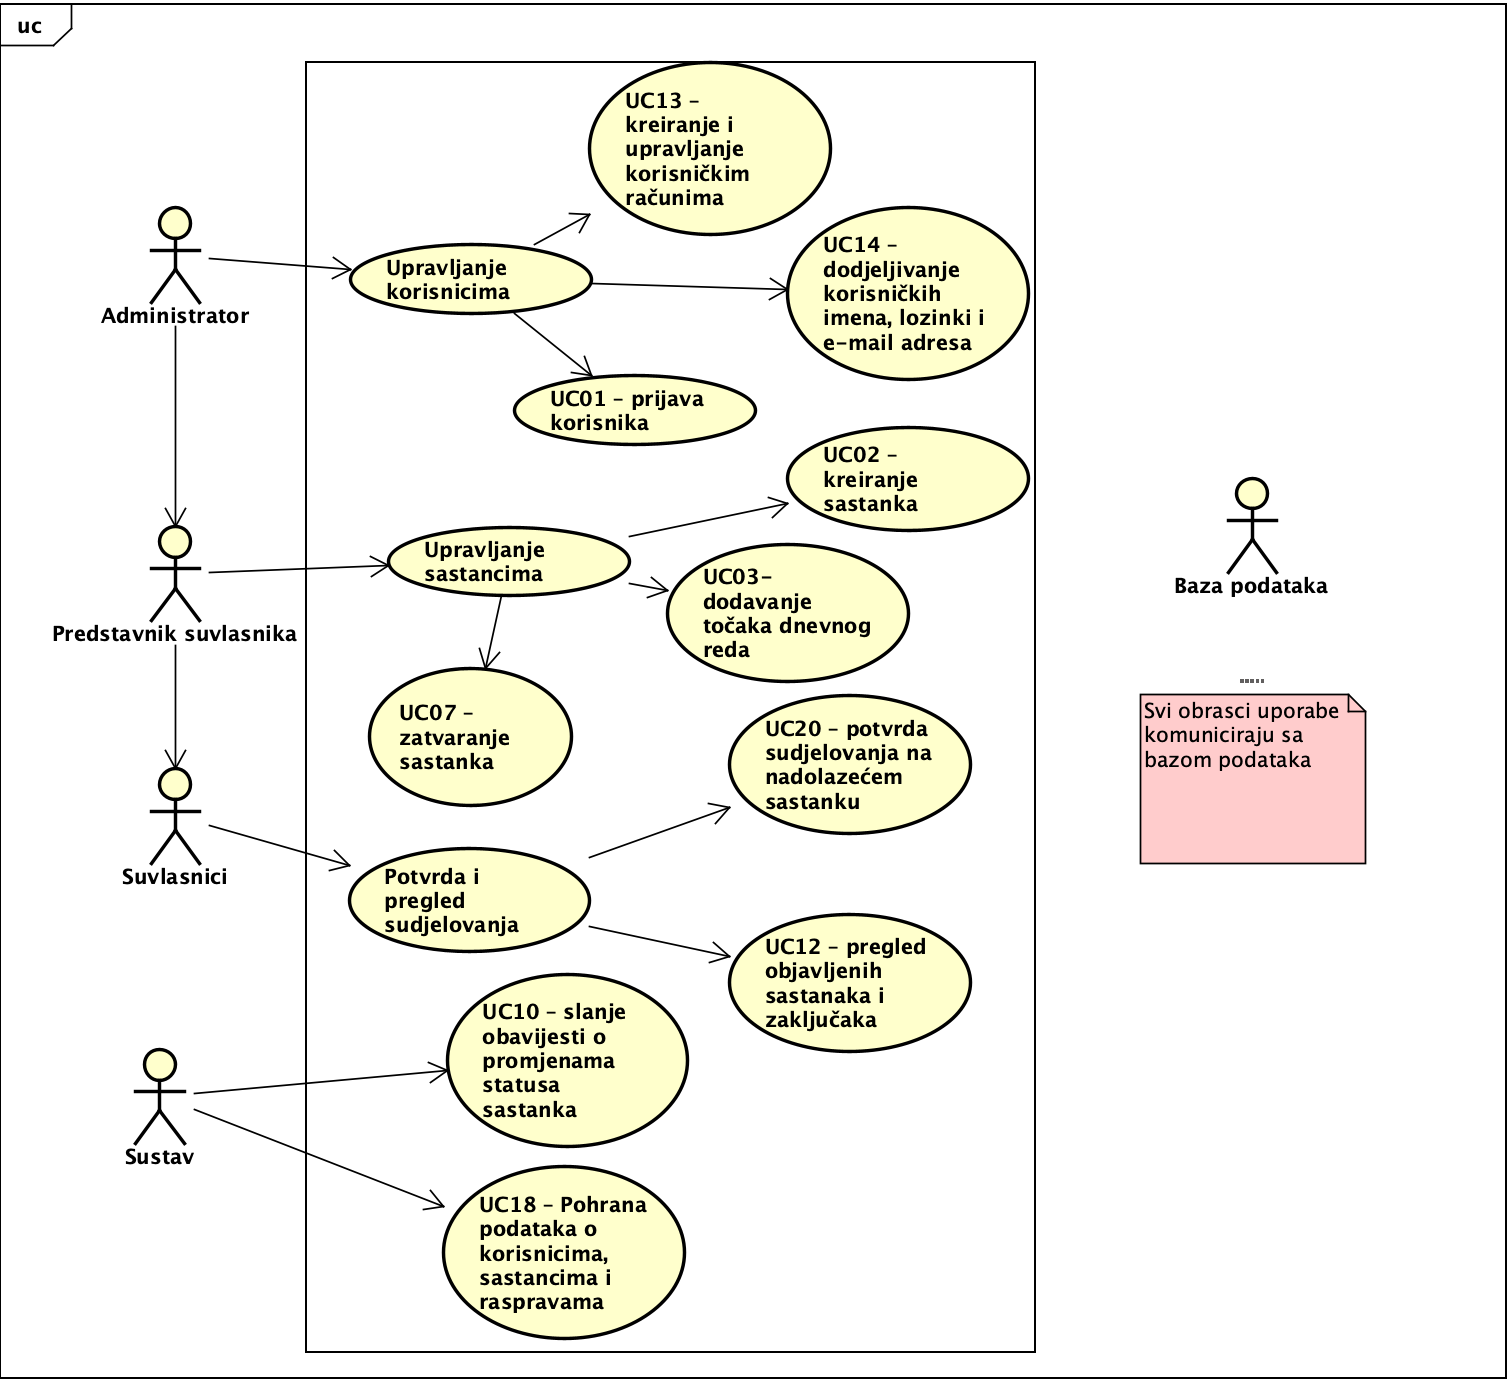 uc
UC13 –
kreiranje i
upravljanje
korisničkim
računima
UC14 –
dodjeljivanje
korisničkih
imena, lozinki i
e-mail adresa
Upravljanje
korisnicima
Administrator
UC01 – prijava
korisnika
UC02 –
kreiranje
sastanka
Upravljanje
sastancima
UC03–
dodavanje
točaka dnevnog
reda
Baza podataka
Predstavnik suvlasnika
UC07 –
zatvaranje
sastanka
UC20 – potvrda
sudjelovanja na
nadolazećem
sastanku
Svi obrasci uporabe
komuniciraju sa
bazom podataka
Suvlasnici
Potvrda i
pregled
sudjelovanja
UC12 – pregled
objavljenih
sastanaka i
zaključaka
UC10 – slanje
obavijesti o
promjenama
statusa
sastanka
Sustav
UC18 – Pohrana
podataka o
korisnicima,
sastancima i
raspravama